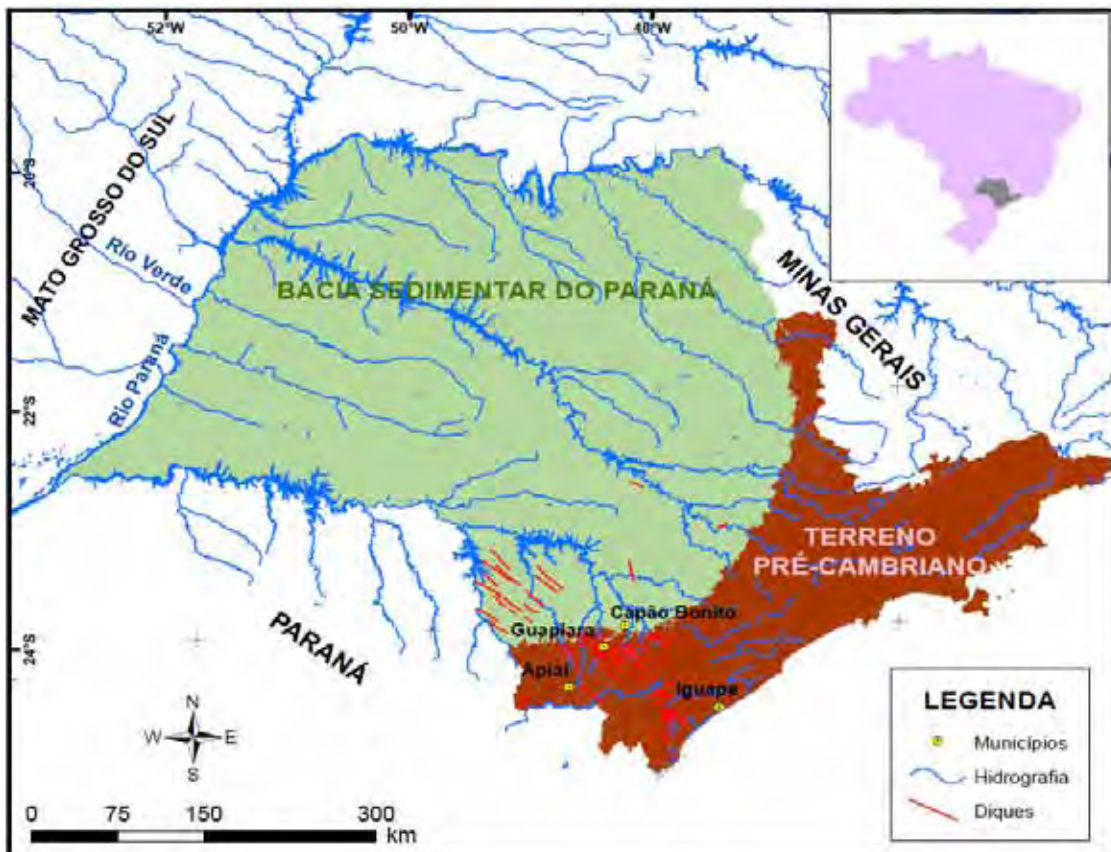 52°W
50°W
48°W
20°S
22°S
24°S
MATO GROSSO DO SUL
Rio Verde
Rio Paraná
BACIA SEDIMENTAR DO PARANÁ
MINAS GERAIS
TERRENO
PRÉ-CAMBRIANO
PARANÁ
Capão Bonito
Guapiara
Apiaí
Iguape
N
W E
S
0 75 150 300
km
LEGENDA
Municípios
Hidrografia
Diques